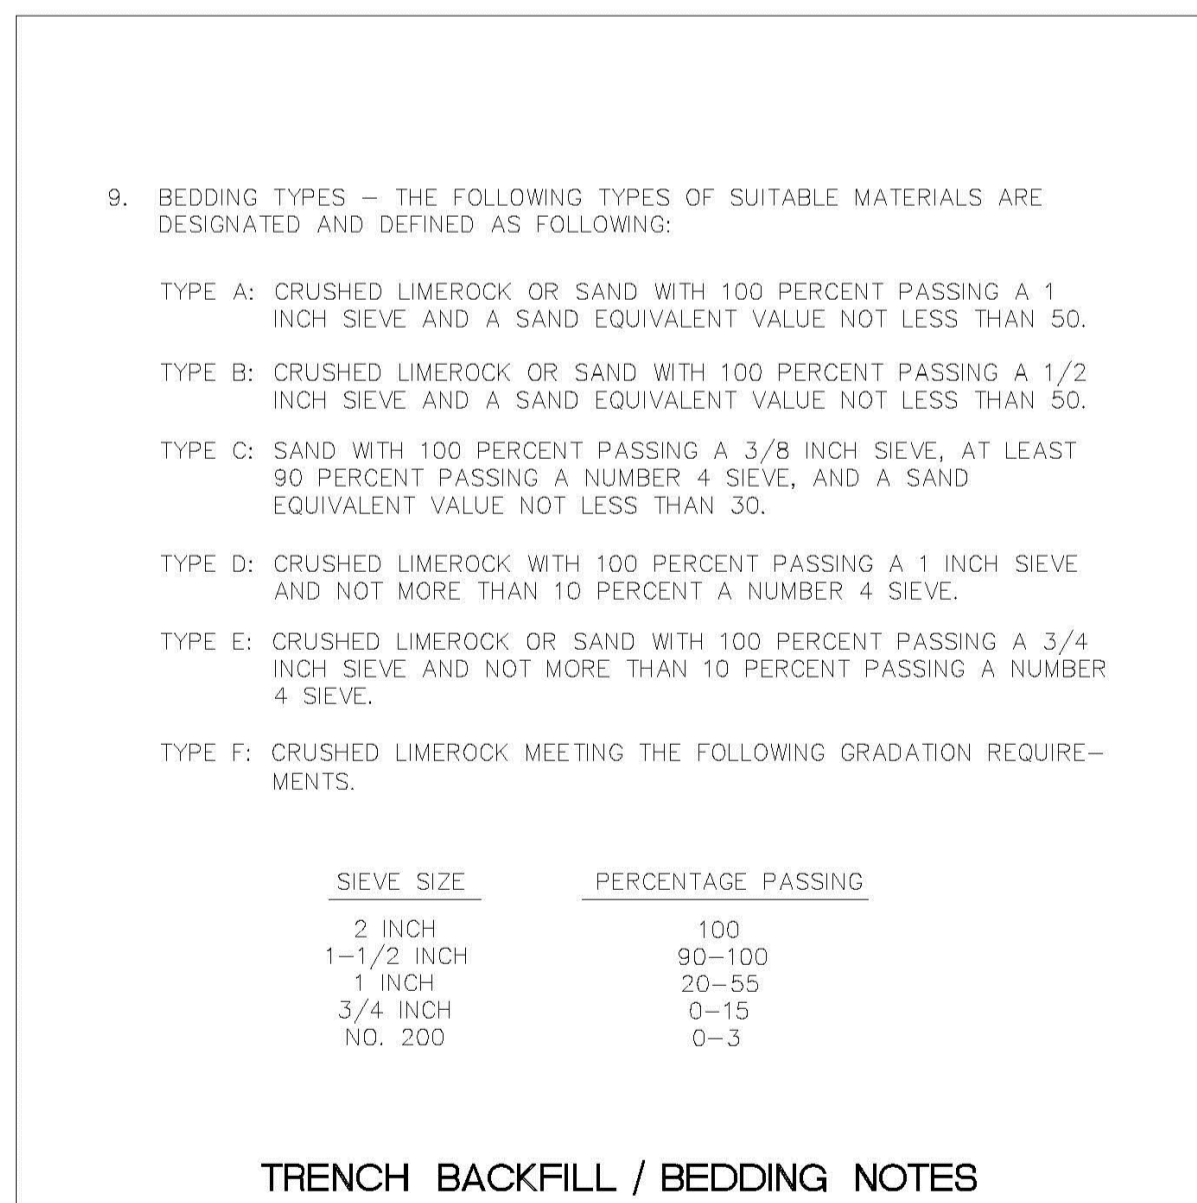 9. BEDDING TYPES – THE FOLLOWING TYPES OF SUITABLE MATERIALS ARE
DESIGNATED AND DEFINED AS FOLLOWING:
TYPE A: CRUSHED LIMEROCK OR SAND WITH 100 PERCENT PASSING A 1
INCH SIEVE AND A SAND EQUIVALENT VALUE NOT LESS THAN 50.
TYPE B: CRUSHED LIMEROCK OR SAND WITH 100 PERCENT PASSING A 1/2
INCH SIEVE AND A SAND EQUIVALENT VALUE NOT LESS THAN 50.
TYPE C: SAND WITH 100 PERCENT PASSING A 3/8 INCH SIEVE, AT LEAST
90 PERCENT PASSING A NUMBER 4 SIEVE, AND A SAND
EQUIVALENT VALUE NOT LESS THAN 30.
TYPE D: CRUSHED LIMEROCK WITH 100 PERCENT PASSING A 1 INCH SIEVE
AND NOT MORE THAN 10 PERCENT A NUMBER 4 SIEVE.
TYPE E: CRUSHED LIMEROCK OR SAND WITH 100 PERCENT PASSING A 3/4
INCH SIEVE AND NOT MORE THAN 10 PERCENT PASSING A NUMBER
4 SIEVE.
TYPE F: CRUSHED LIMEROCK MEETING THE FOLLOWING GRADATION REQUIRE–
MENTS.
SIEVE SIZE PERCENTAGE PASSING
2 INCH 100
1–1/2 INCH 90–100
1 INCH 20–55
3/4 INCH 0–15
NO. 200 0–3
TRENCH BACKFILL / BEDDING NOTES